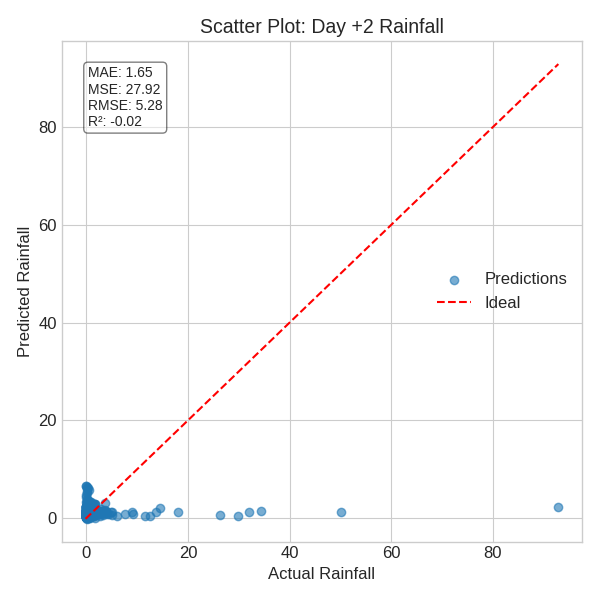 Scatter Plot: Day +2 Rainfall
MAE: 1.65
MSE: 27.92
RMSE: 5.28
R²: -0.02
80
60
40
20
0
Predicted Rainfall
Predictions
Ideal
0 20 40 60 80
Actual Rainfall